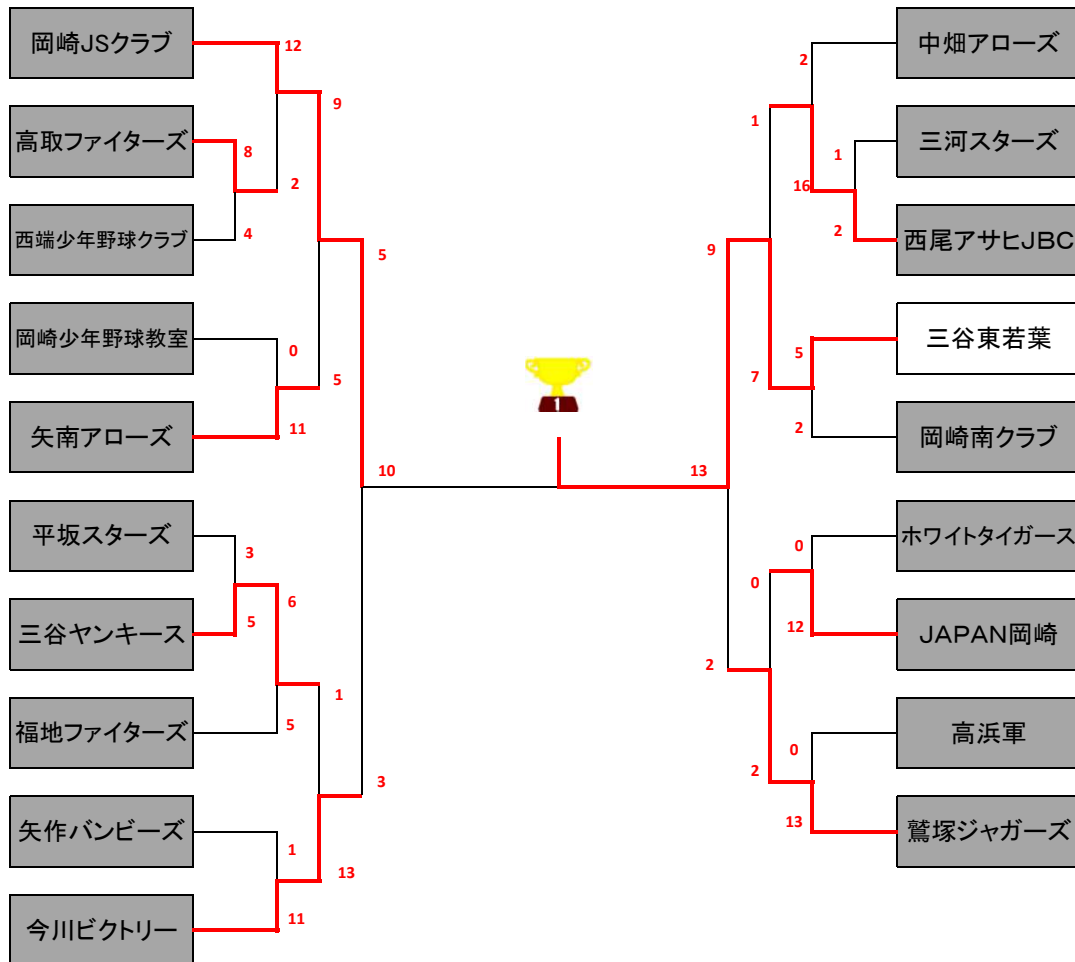 岡崎JSクラブ
12
9
高取ファイターズ
8
2
西端少年野球クラブ
4
5
岡崎少年野球教室
0
5
矢南アローズ
11
10
平坂スターズ
3
6
三谷ヤンキース
5
1
福地ファイターズ
5
3
矢作バンビーズ
1
13
今川ビクトリー
11
1
中畑アローズ
2
1
三河スターズ
1
16
西尾アサヒJBC
2
9
三谷東若葉
5
7
岡崎南クラブ
2
13
ホワイトタイガース
0
0
JAPAN岡崎
12
2
高浜軍
0
2
鷲塚ジャガーズ
13